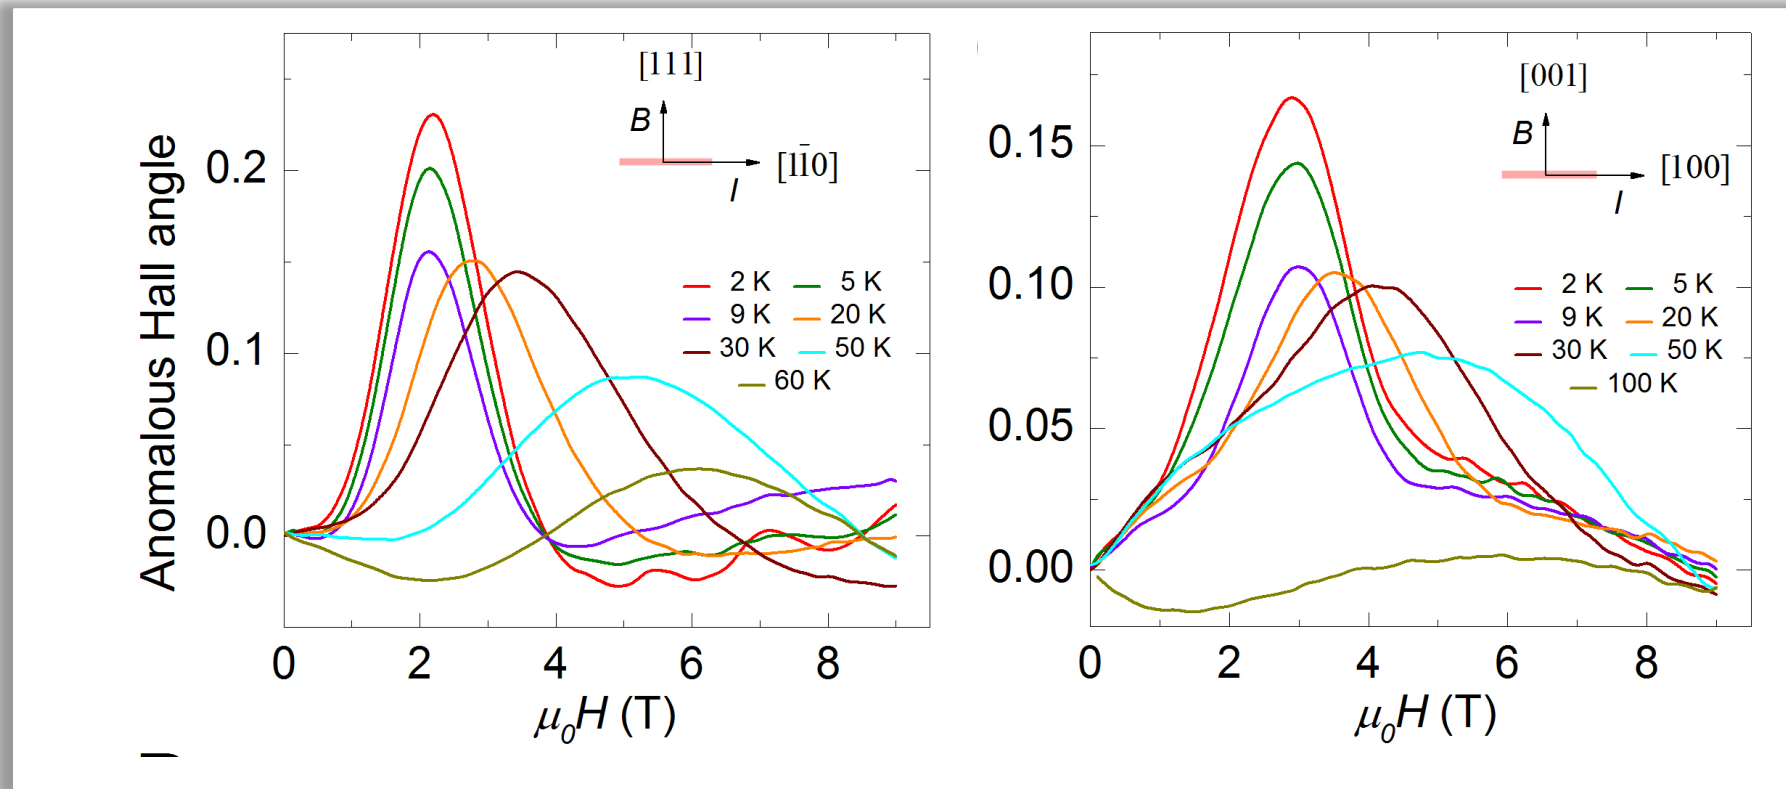 Anomalous Hall angle
0.2
0.1
0.0
[111]
B
I
[11̄0]
2 K 5 K
9 K 20 K
30 K 50 K
60 K
0 2 4 6 8
μ₀H (T)
0.15
0.10
0.05
0.00
[001]
B
I
[100]
2 K 5 K
9 K 20 K
30 K 50 K
100 K
0 2 4 6 8
μ₀H (T)